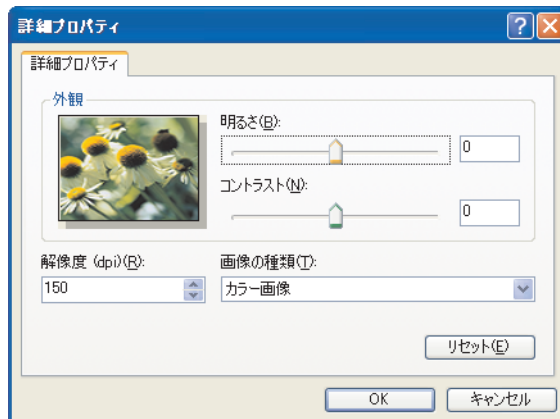 詳細プロパティ
詳細プロパティ
外観
明るさ(B):
0
コントラスト(N):
0
解像度 (dpi)(R):
150
画像の種類(T):
カラー画像
リセット(E)
OK
キャンセル